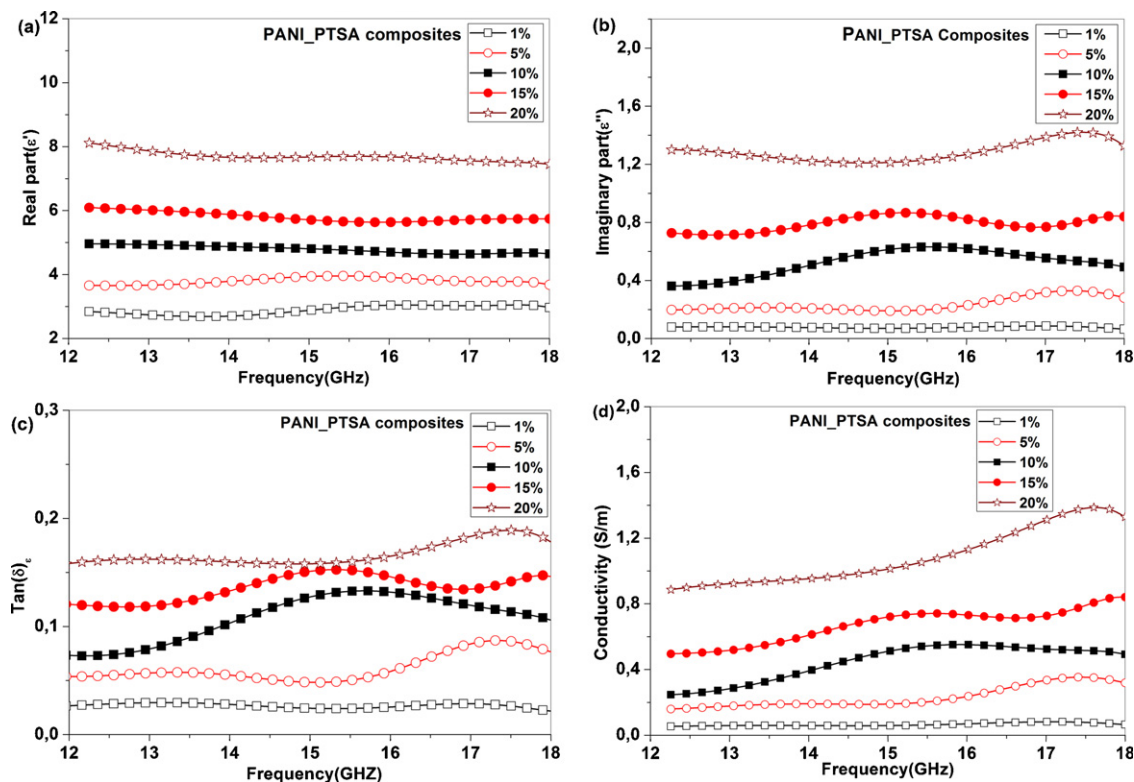 (a)
PANI_PTSA composites
1%
5%
10%
15%
20%
12
10
8
6
4
2
Real part(ε')
12 13 14 15 16 17 18
Frequency(GHz)
(b)
PANI_PTSA Composites
1%
5%
10%
15%
20%
2,0
1,6
1,2
0,8
0,4
0,0
Imaginary part(ε'')
12 13 14 15 16 17 18
Frequency(GHz)
(c)
PANI_PTSA composites
1%
5%
10%
15%
20%
0,3
0,2
0,1
0,0
Tan(δ)ε
12 13 14 15 16 17 18
Frequency(GHZ)
(d)
PANI_PTSA composites
1%
5%
10%
15%
20%
2,0
1,6
1,2
0,8
0,4
0,0
Conductivity (S/m)
12 13 14 15 16 17 18
Frequency(GHz)